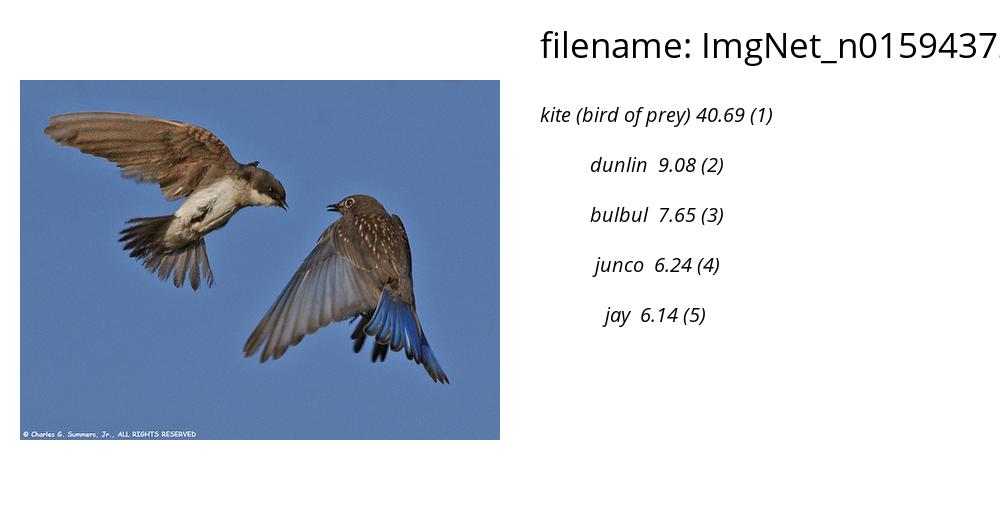 filename: ImgNet_n0159437
kite (bird of prey) 40.69 (1)
dunlin 9.08 (2)
bulbul 7.65 (3)
junco 6.24 (4)
jay 6.14 (5)
© Charles G. Summers, Jr., ALL RIGHTS RESERVED